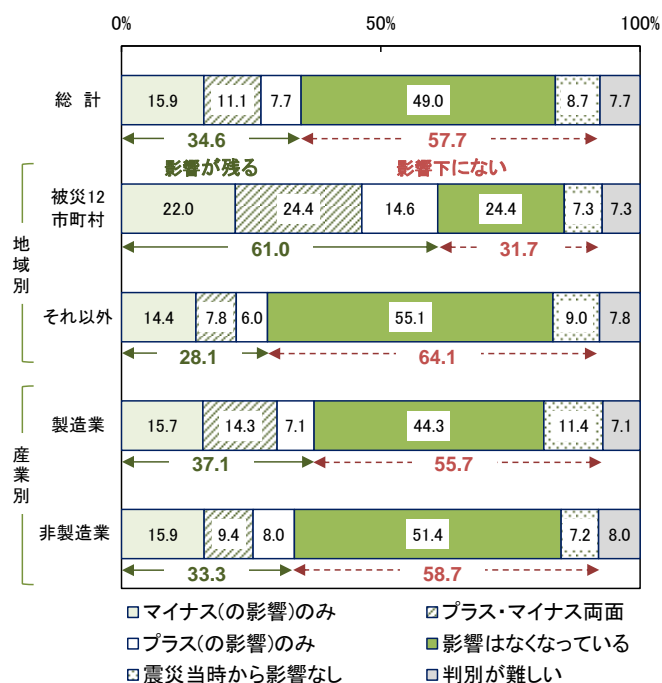 0% 50% 100%
総 計 15.9 11.1 7.7 49.0 8.7 7.7
34.6 57.7
影響が残る 影響下にない
地域別
被災12
市町村
22.0 24.4 14.6 24.4 7.3 7.3
61.0 31.7
それ以外 14.4 7.8 6.0 55.1 9.0 7.8
28.1 64.1
産業別
製造業 15.7 14.3 7.1 44.3 11.4 7.1
37.1 55.7
非製造業 15.9 9.4 8.0 51.4 7.2 8.0
33.3 58.7
マイナス(の影響)のみ プラス・マイナス両面
プラス(の影響)のみ 影響はなくなっている
震災当時から影響なし 判別が難しい